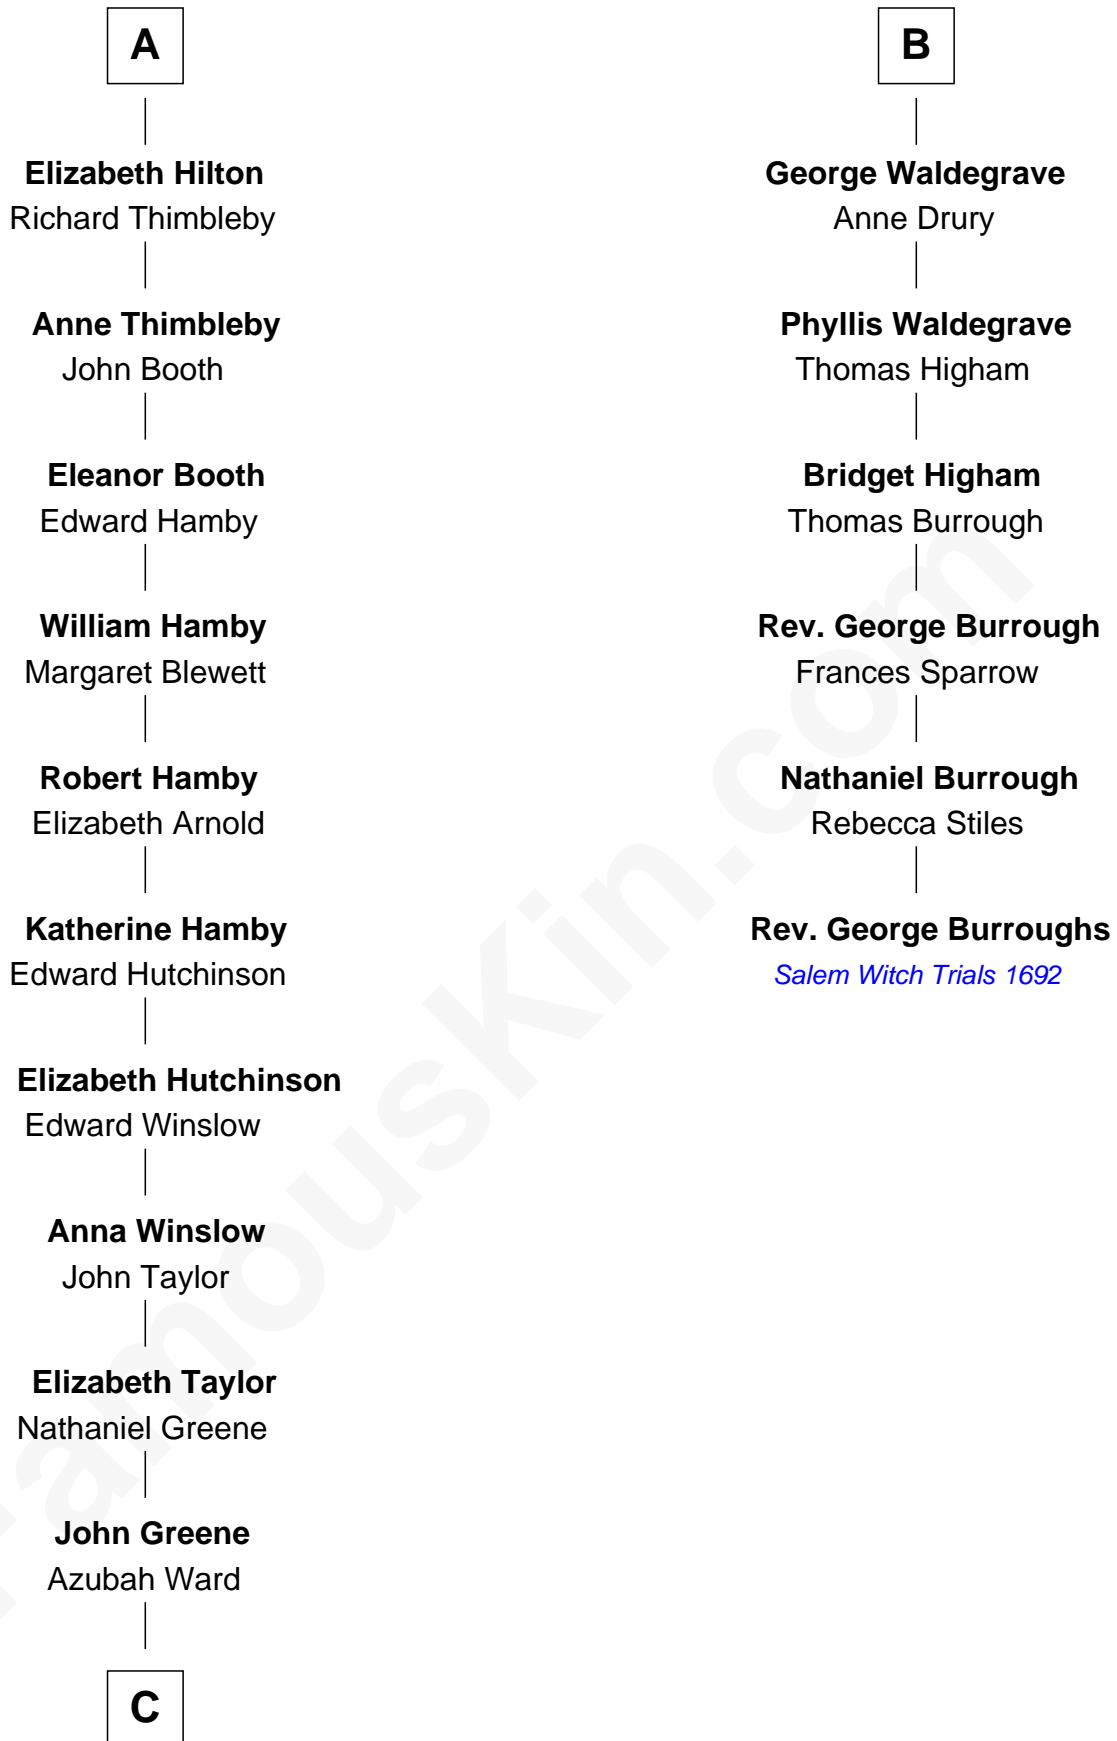 A
Elizabeth Hilton
Richard Thimbleby
Anne Thimbleby
John Booth
Eleanor Booth
Edward Hamby
William Hamby
Margaret Blewett
Robert Hamby
Elizabeth Arnold
Katherine Hamby
Edward Hutchinson
Elizabeth Hutchinson
Edward Winslow
Anna Winslow
John Taylor
Elizabeth Taylor
Nathaniel Greene
John Greene
Azubah Ward
C
B
George Waldegrave
Anne Drury
Phyllis Waldegrave
Thomas Higham
Bridget Higham
Thomas Burrough
Rev. George Burrough
Frances Sparrow
Nathaniel Burrough
Rebecca Stiles
Rev. George Burroughs
Salem Witch Trials 1692
FamousKin.com